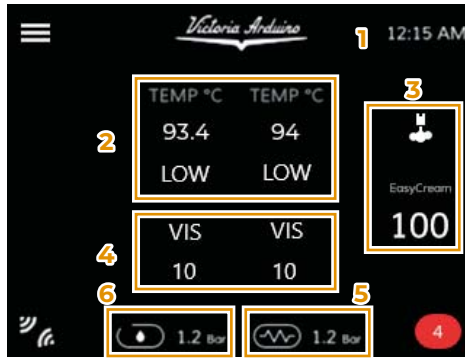 Victoria Arduino
1
12:15 AM
2
TEMP °C TEMP °C
93.4 94
LOW LOW
3
EasyCream
100
4
VIS VIS
10 10
6
1.2 Bar
5
1.2 Bar
4